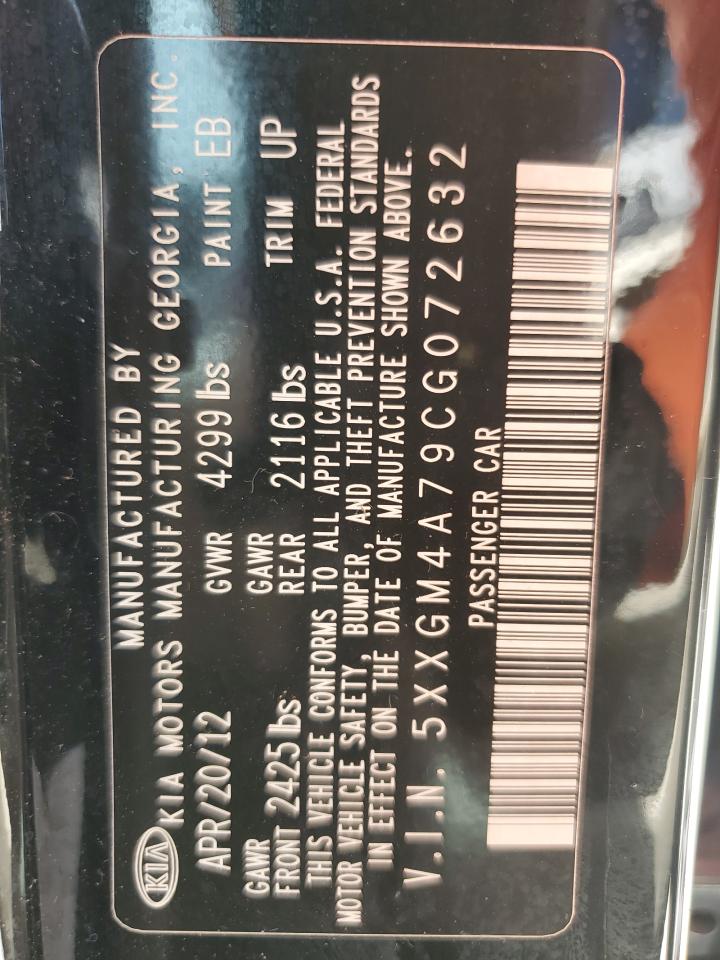 MANUFACTURED BY
KIA KIA MOTORS MANUFACTURING GEORGIA, INC.
APR/20/12 GVWR 4299 lbs PAINT EB
GAWR GAWR
FRONT 2425 lbs REAR 2116 lbs TRIM UP
THIS VEHICLE CONFORMS TO ALL APPLICABLE U.S.A. FEDERAL
MOTOR VEHICLE SAFETY, BUMPER, AND THEFT PREVENTION STANDARDS
IN EFFECT ON THE DATE OF MANUFACTURE SHOWN ABOVE.
V.I.N. 5XXGM4A79CG072632
PASSENGER CAR